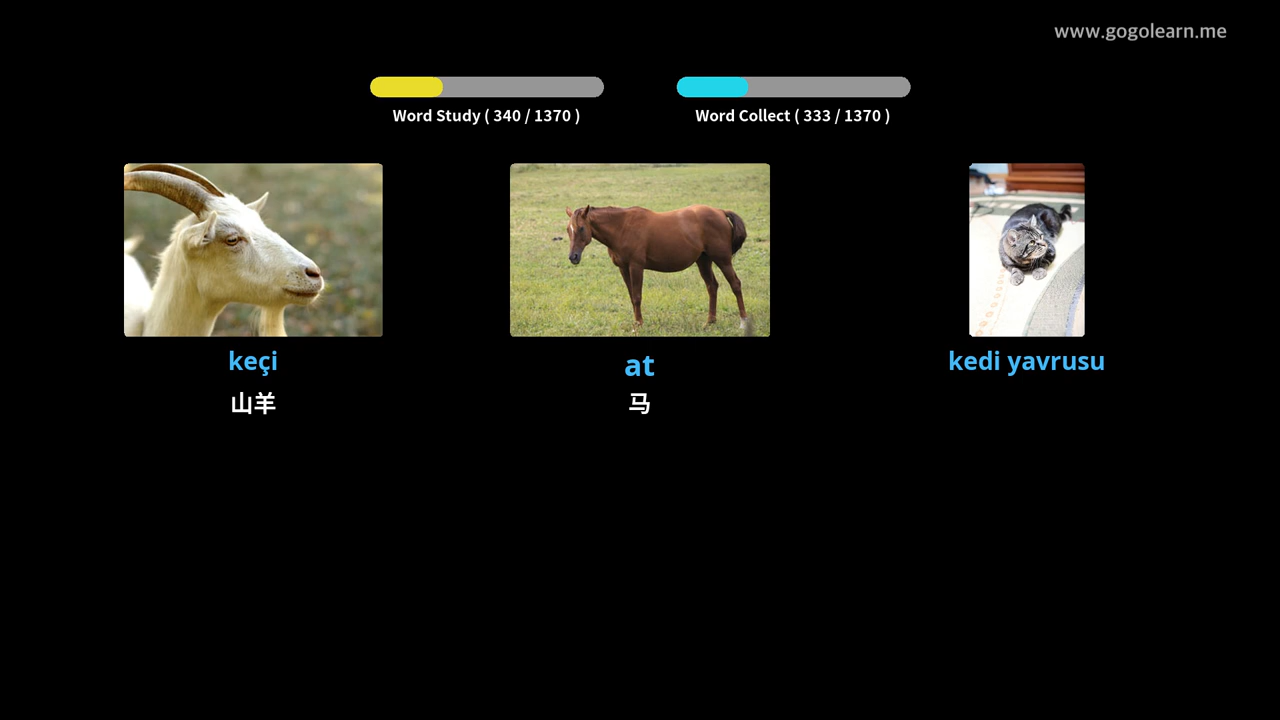 www.gogolearn.me
Word Study ( 340 / 1370 )
Word Collect ( 333 / 1370 )
keçi
at
kedi yavrusu
山羊
马